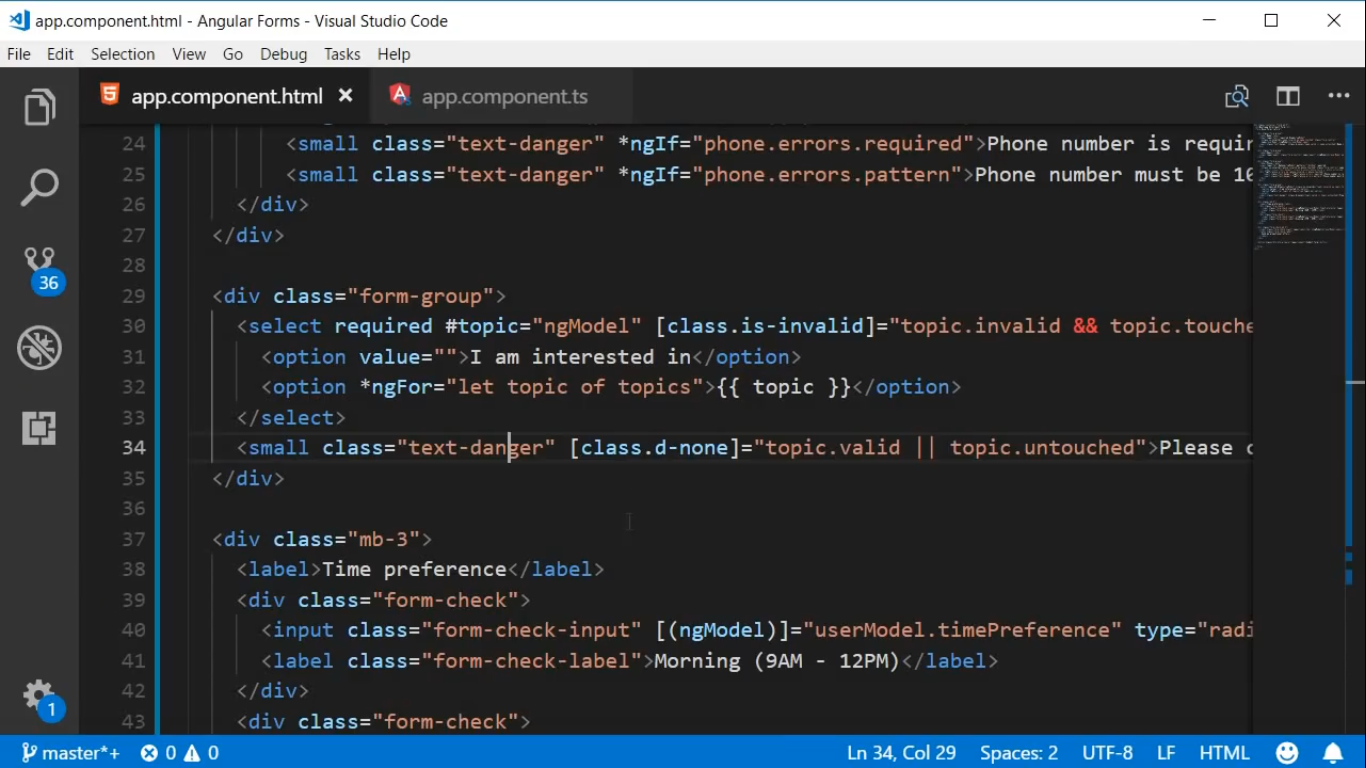 app.component.html - Angular Forms - Visual Studio Code
File Edit Selection View Go Debug Tasks Help
app.component.html app.component.ts
24 <small class="text-danger" *ngIf="phone.errors.required">Phone number is requir
25 <small class="text-danger" *ngIf="phone.errors.pattern">Phone number must be 10
26 </div>
27 </div>
28
29 <div class="form-group">
30 <select required #topic="ngModel" [class.is-invalid]="topic.invalid && topic.touche
31 <option value="">I am interested in</option>
32 <option *ngFor="let topic of topics">{{ topic }}</option>
33 </select>
34 <small class="text-danger" [class.d-none]="topic.valid || topic.untouched">Please c
35 </div>
36
36
37 <div class="mb-3">
38 <label>Time preference</label>
39 <div class="form-check">
40 <input class="form-check-input" [(ngModel)]="userModel.timePreference" type="radi
41 <label class="form-check-label">Morning (9AM - 12PM)</label>
42 </div>
43 <div class="form-check">
1
master*+ 0 0 Ln 34, Col 29 Spaces: 2 UTF-8 LF HTML